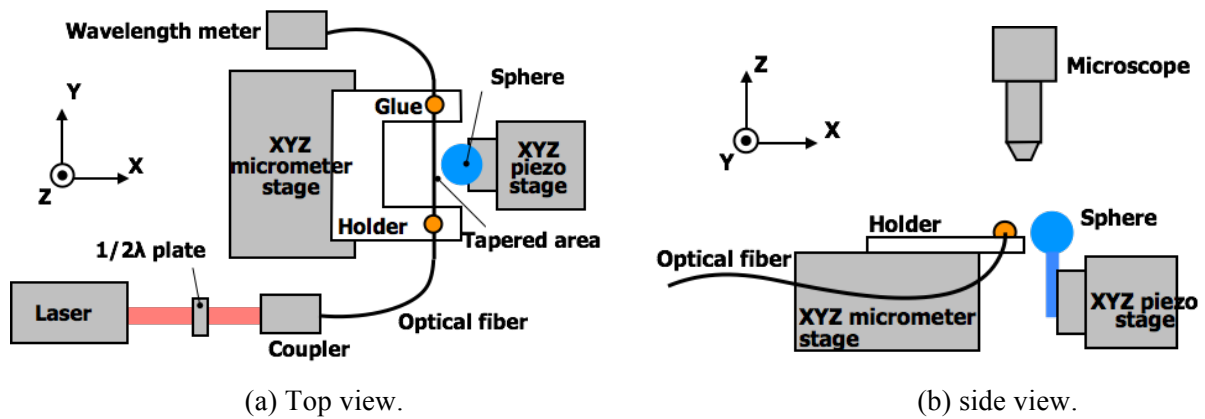 Wavelength meter
Y
X
Z
Glue
Sphere
XYZ
micrometer
stage
XYZ
piezo
stage
Holder
Tapered area
1/2λ plate
Laser
Coupler
Optical fiber
(a) Top view.
Z
X
Y
Microscope
Holder
Sphere
Optical fiber
XYZ micrometer
stage
XYZ piezo
stage
(b) side view.